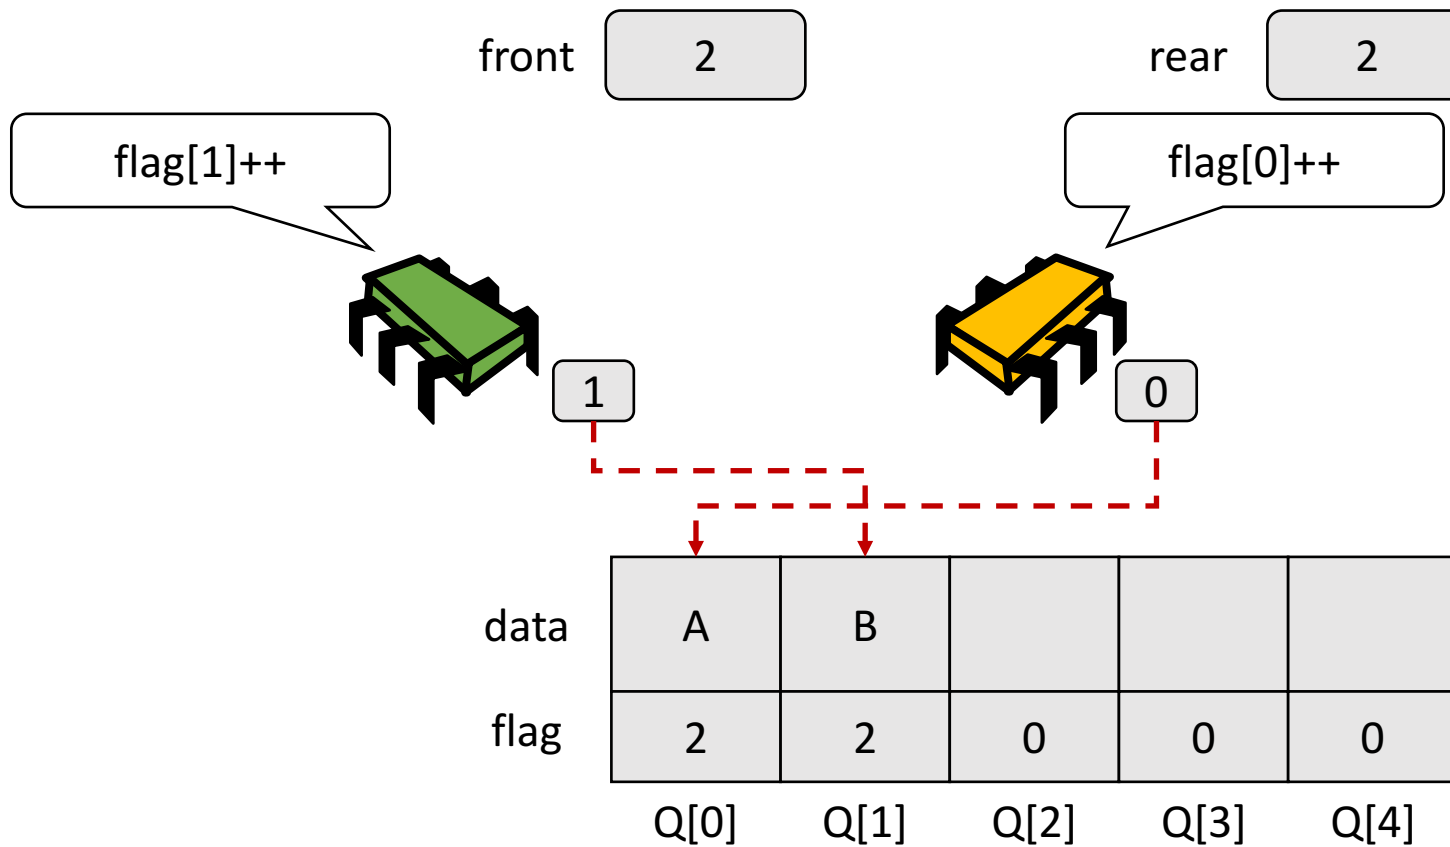 front 2 rear 2
flag[1]++ flag[0]++
1 0
data A B
flag 2 2 0 0 0
Q[0] Q[1] Q[2] Q[3] Q[4]